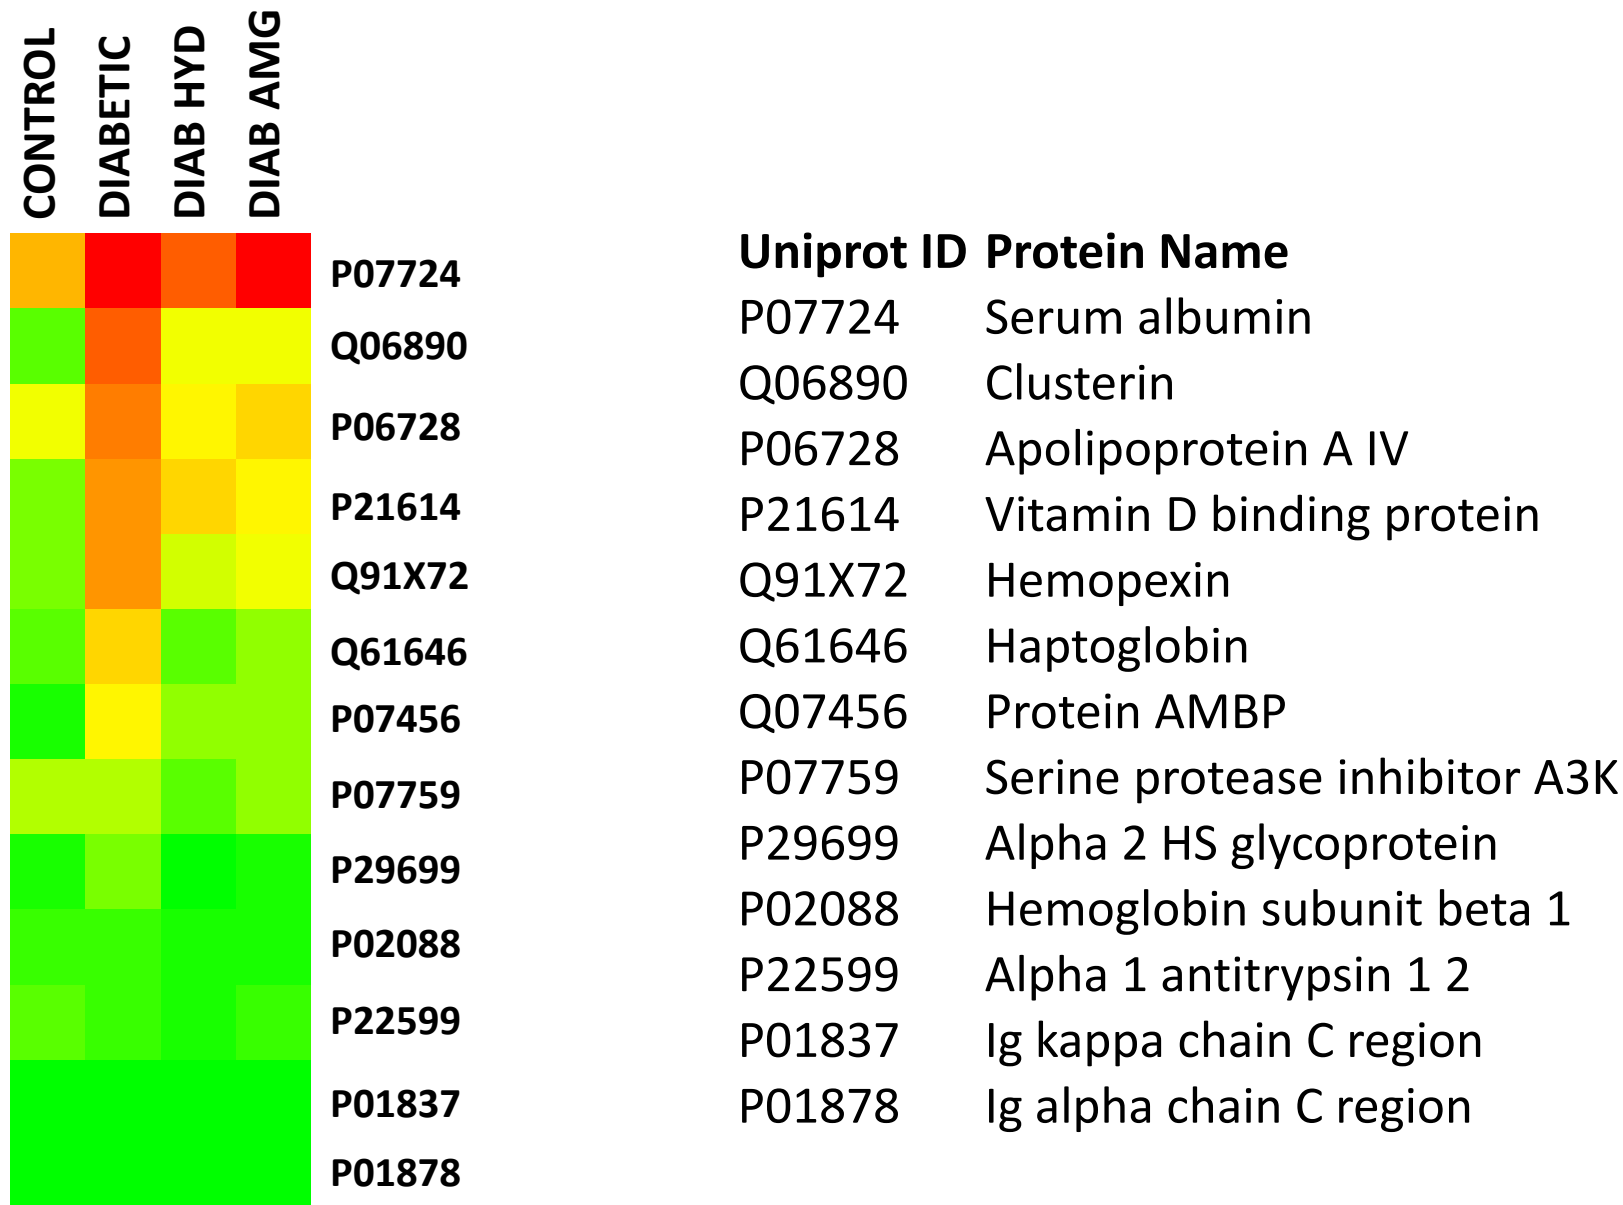 CONTROL
DIABETIC
DIAB HYD
DIAB AMG
P07724
Q06890
P06728
P21614
Q91X72
Q61646
P07456
P07759
P29699
P02088
P22599
P01837
P01878
Uniprot ID Protein Name
P07724 Serum albumin
Q06890 Clusterin
P06728 Apolipoprotein A IV
P21614 Vitamin D binding protein
Q91X72 Hemopexin
Q61646 Haptoglobin
Q07456 Protein AMBP
P07759 Serine protease inhibitor A3K
P29699 Alpha 2 HS glycoprotein
P02088 Hemoglobin subunit beta 1
P22599 Alpha 1 antitrypsin 1 2
P01837 Ig kappa chain C region
P01878 Ig alpha chain C region